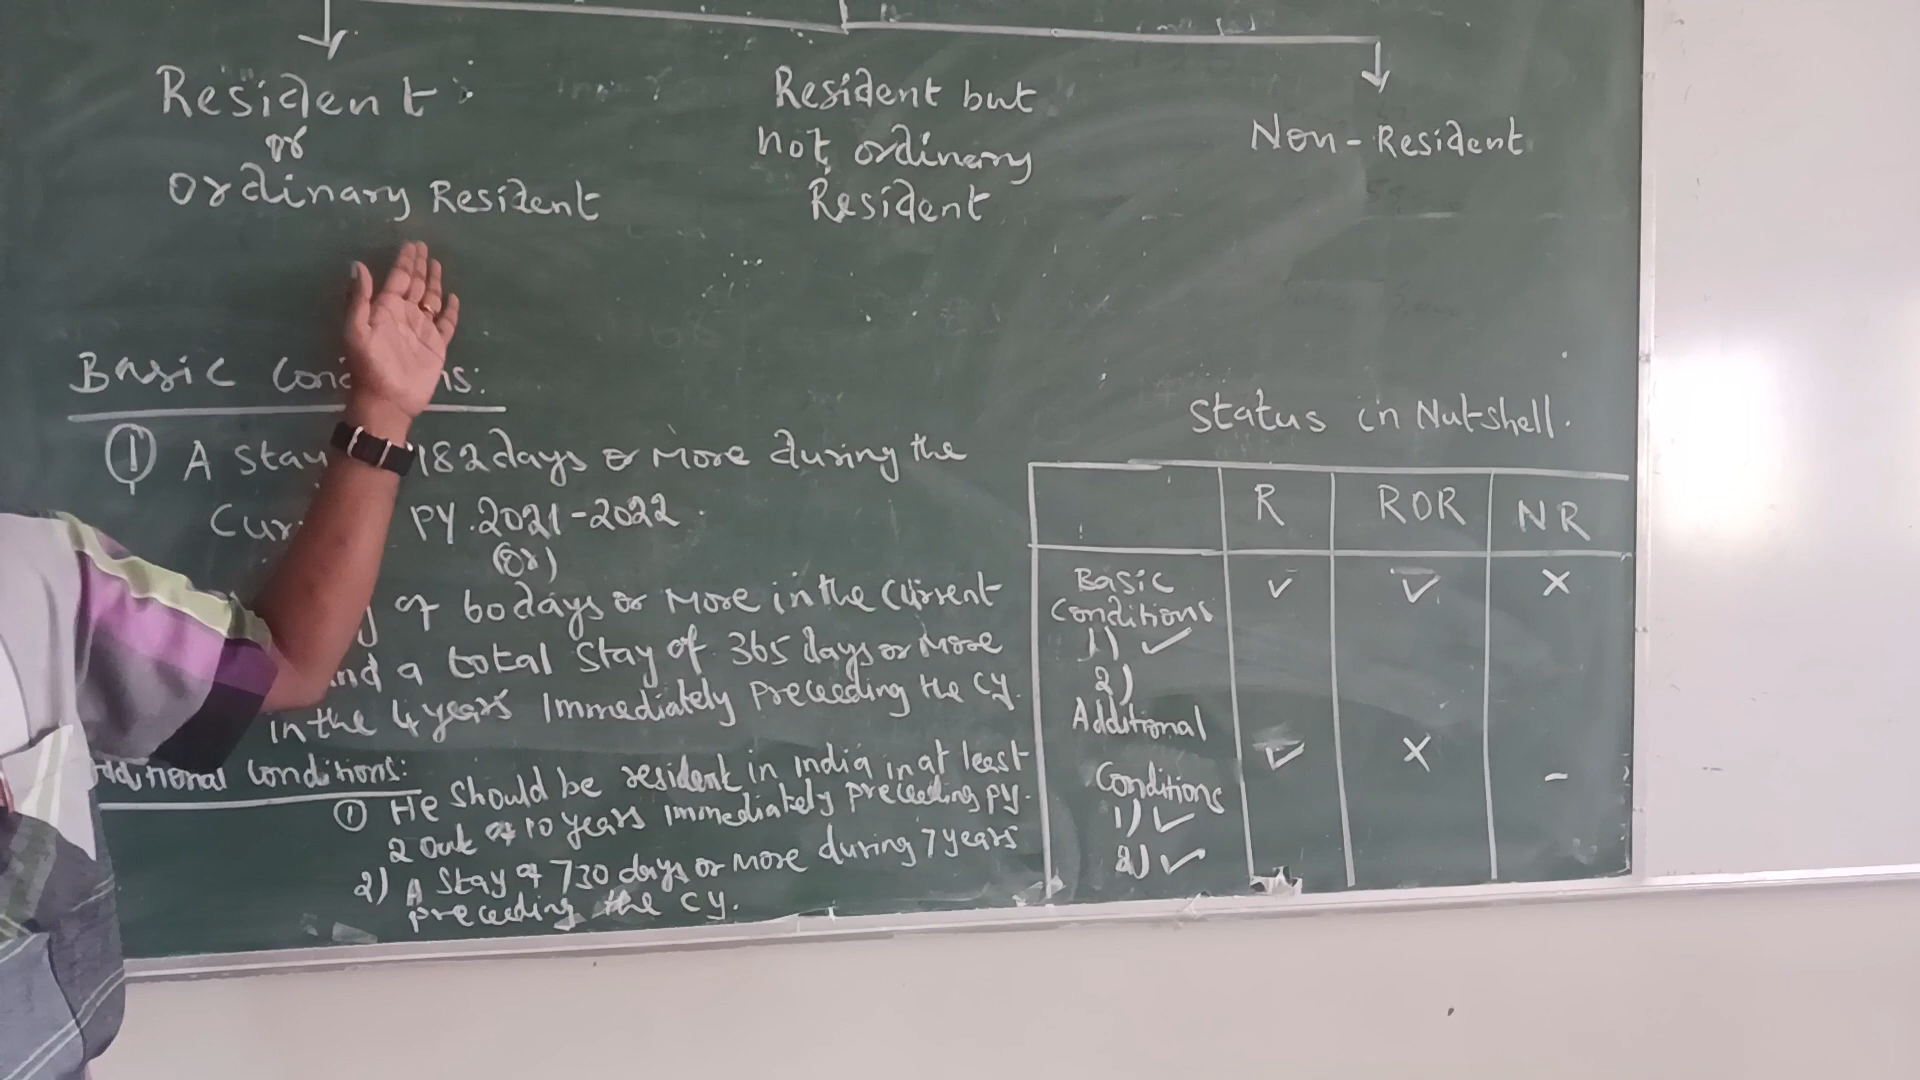 Resident
or
Ordinary Resident
Resident but
not ordinary
Resident
Non-Resident
Basic
① A Stay 182 days or More during the
PY. 2021-2022
(Or)
of 60 days or More in the Current
and a total Stay of 365 days or More
in the 4 years Immediately Preceeding the CY.
Additional Conditions:
① He Should be resident in India in at least
2 Out of 10 years Immediately preceeding py.
2) A Stay of 730 days or More during 7 years
preceeding the CY.
Status in Nutshell.
R ROR NR
Basic ✓ ✓ ×
Conditions
1) ✓
2)
Additional
Conditions ✓ × -
1) ✓
2) ✓